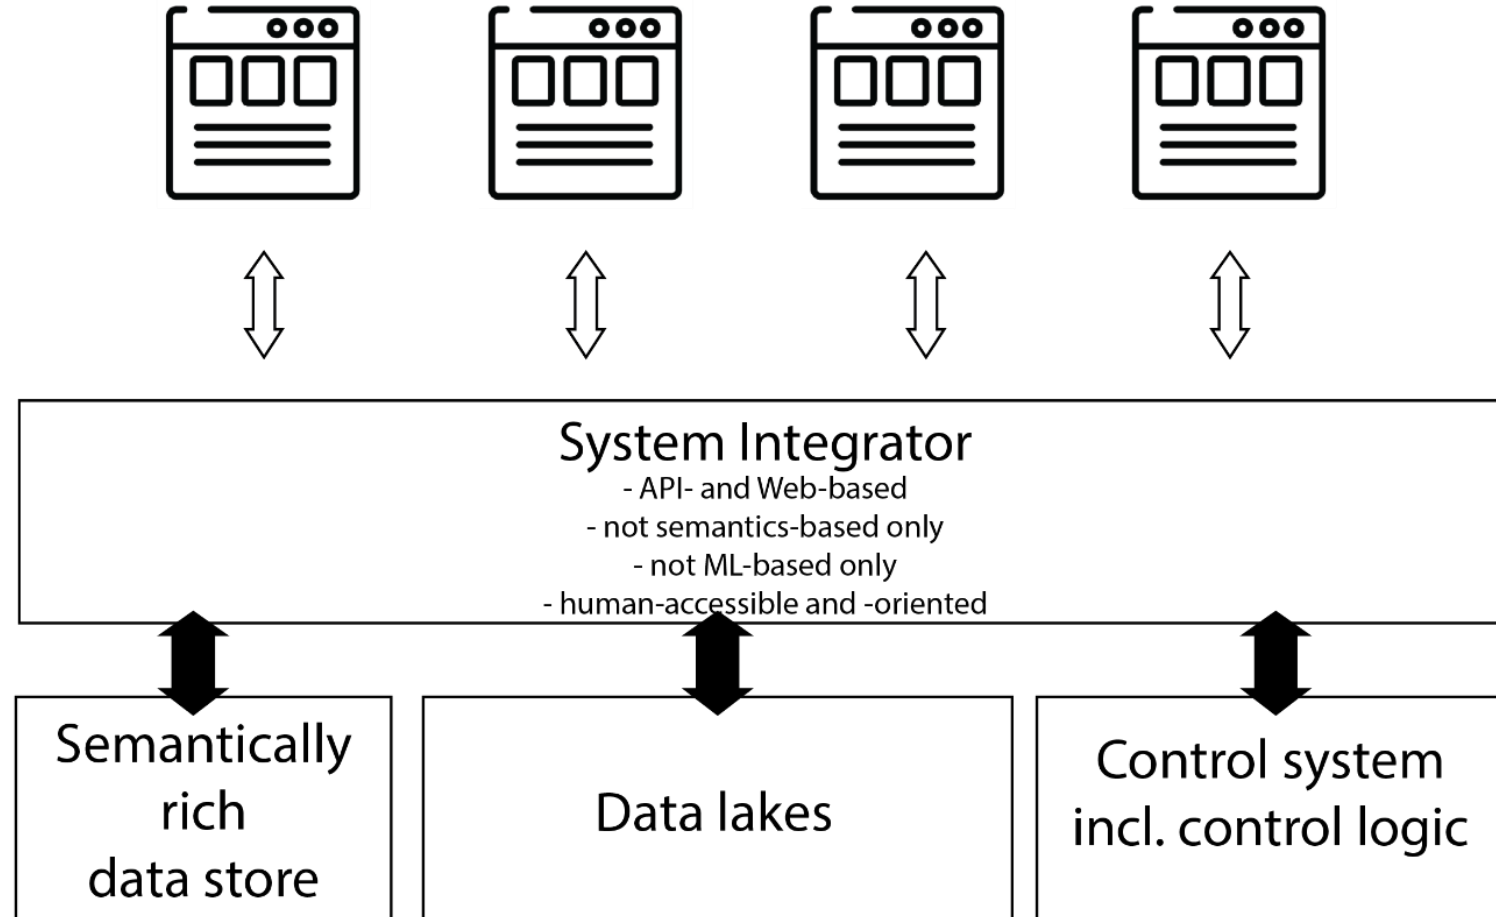 System Integrator
- API- and Web-based
- not semantics-based only
- not ML-based only
- human-accessible and -oriented
Semantically
rich
data store
Data lakes
Control system
incl. control logic